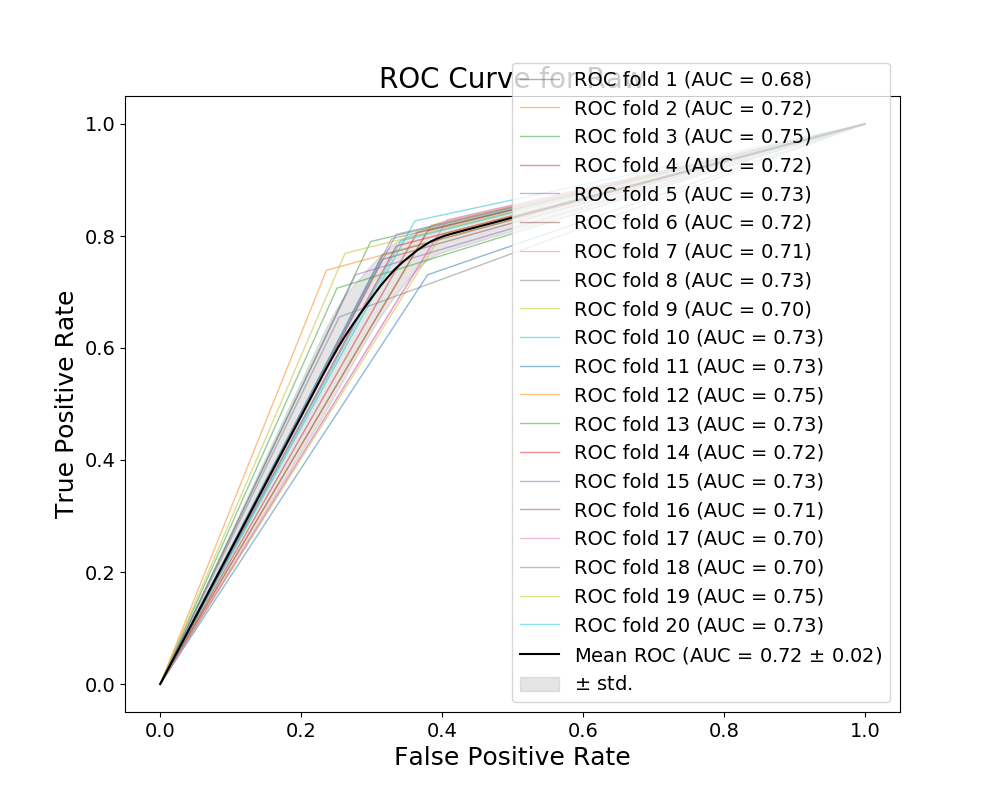 ROC Curve for Raw
ROC fold 1 (AUC = 0.68)
ROC fold 2 (AUC = 0.72)
ROC fold 3 (AUC = 0.75)
ROC fold 4 (AUC = 0.72)
ROC fold 5 (AUC = 0.73)
ROC fold 6 (AUC = 0.72)
ROC fold 7 (AUC = 0.71)
ROC fold 8 (AUC = 0.73)
ROC fold 9 (AUC = 0.70)
ROC fold 10 (AUC = 0.73)
ROC fold 11 (AUC = 0.73)
ROC fold 12 (AUC = 0.75)
ROC fold 13 (AUC = 0.73)
ROC fold 14 (AUC = 0.72)
ROC fold 15 (AUC = 0.73)
ROC fold 16 (AUC = 0.71)
ROC fold 17 (AUC = 0.70)
ROC fold 18 (AUC = 0.70)
ROC fold 19 (AUC = 0.75)
ROC fold 20 (AUC = 0.73)
Mean ROC (AUC = 0.72 ± 0.02)
± std.
True Positive Rate
1.0
0.8
0.6
0.4
0.2
0.0
0.0 0.2 0.4 0.6 0.8 1.0
False Positive Rate